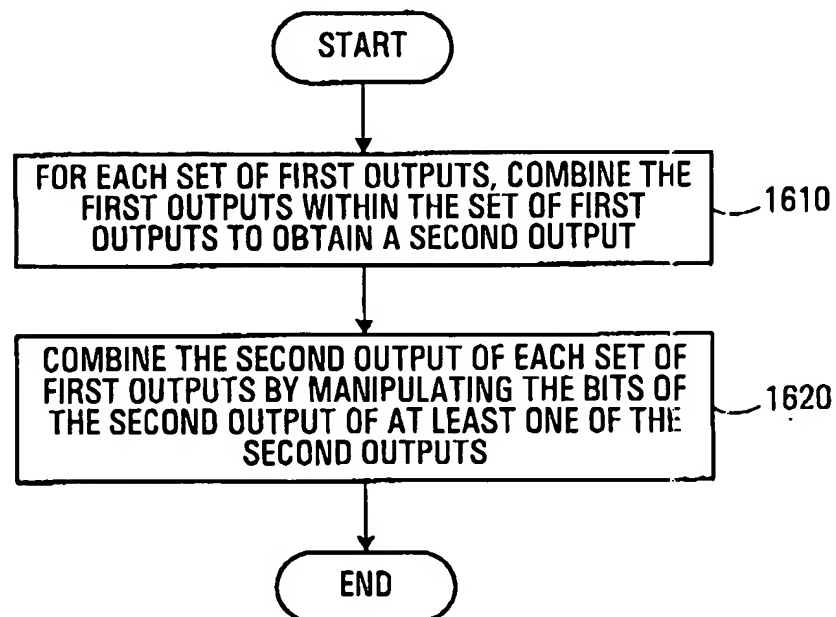 START
FOR EACH SET OF FIRST OUTPUTS, COMBINE THE
FIRST OUTPUTS WITHIN THE SET OF FIRST
OUTPUTS TO OBTAIN A SECOND OUTPUT
1610
COMBINE THE SECOND OUTPUT OF EACH SET OF
FIRST OUTPUTS BY MANIPULATING THE BITS OF
THE SECOND OUTPUT OF AT LEAST ONE OF THE
SECOND OUTPUTS
1620
END